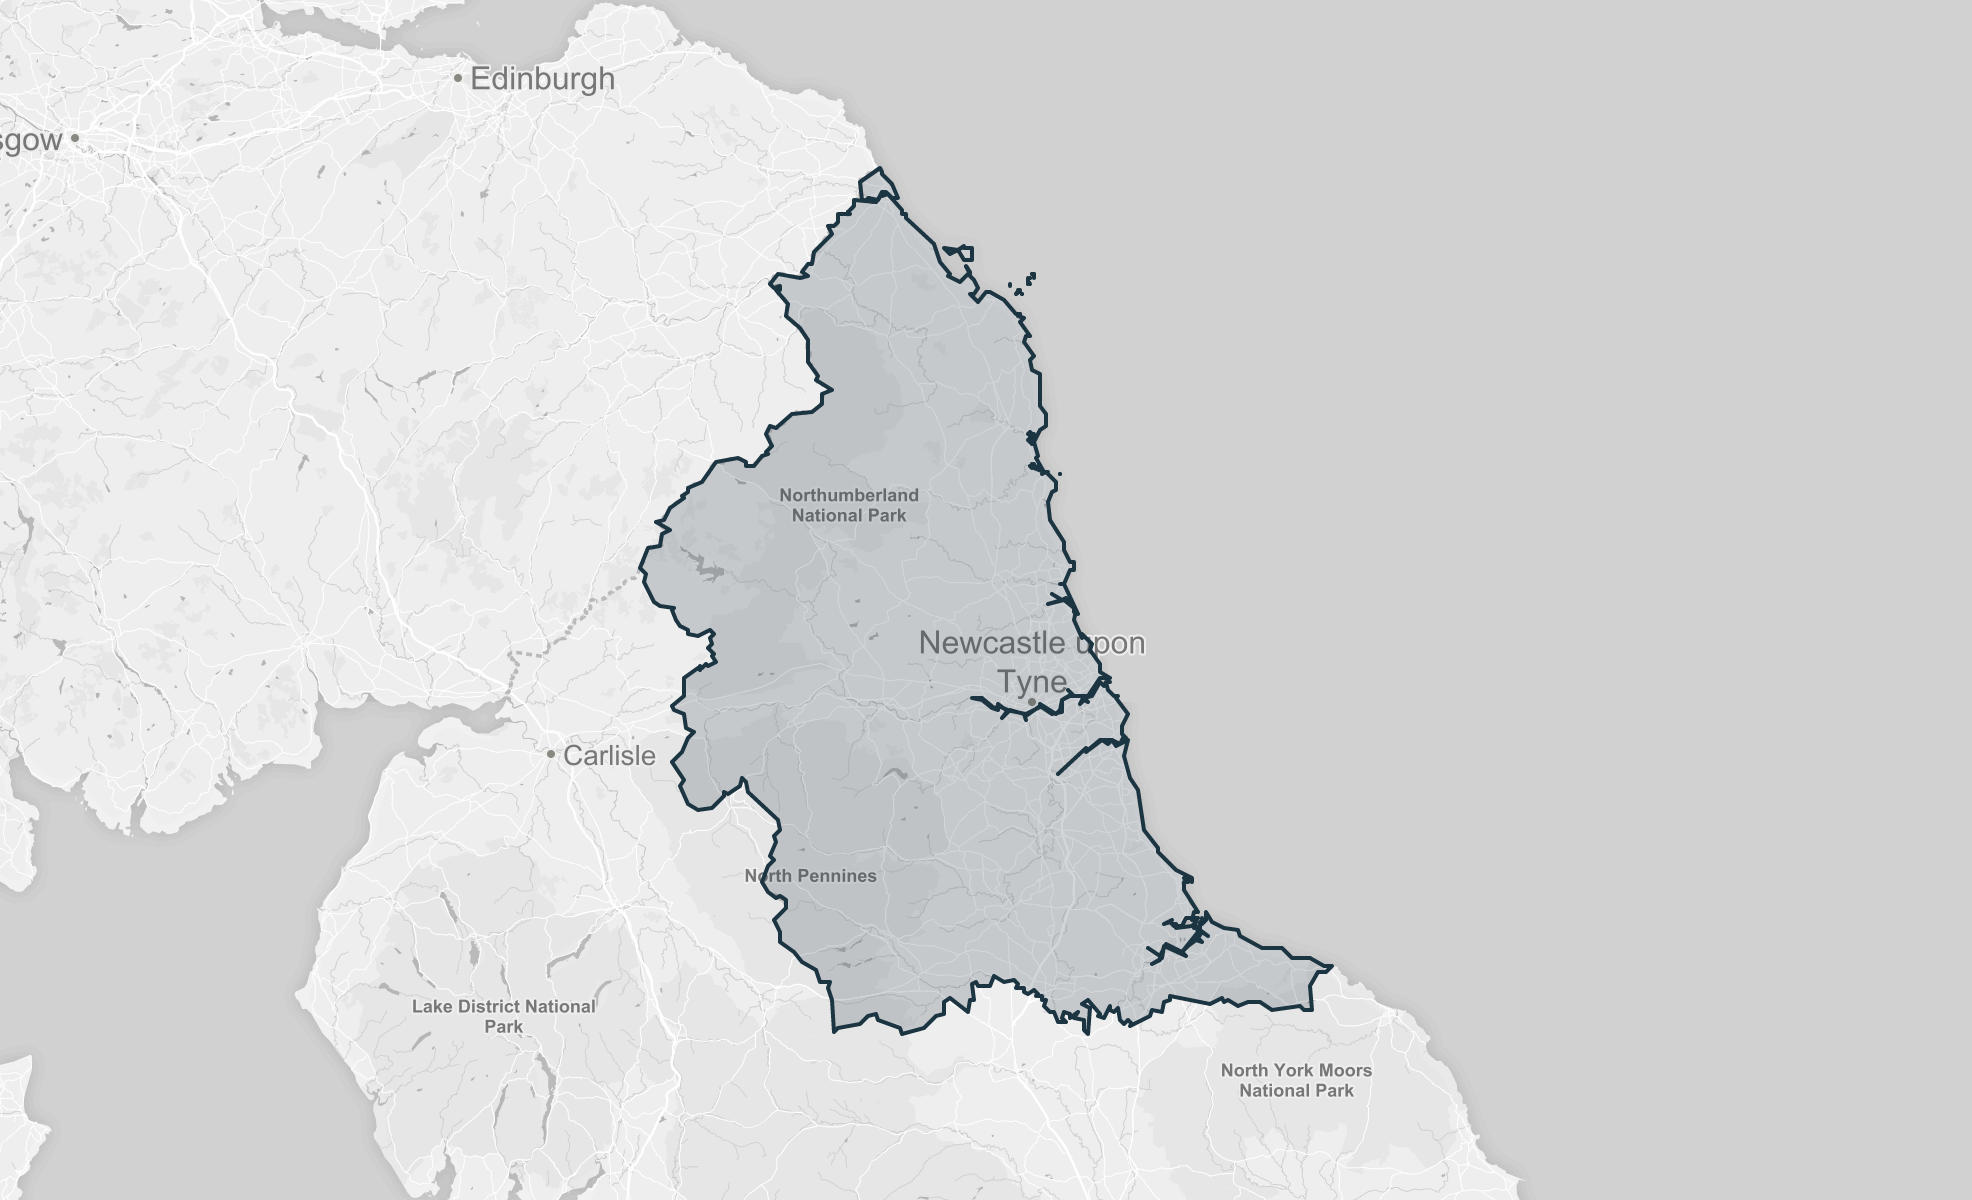 Edinburgh
sgow
Northumberland
National Park
Newcastle upon
Tyne
Carlisle
North Pennines
Lake District National
Park
North York Moors
National Park